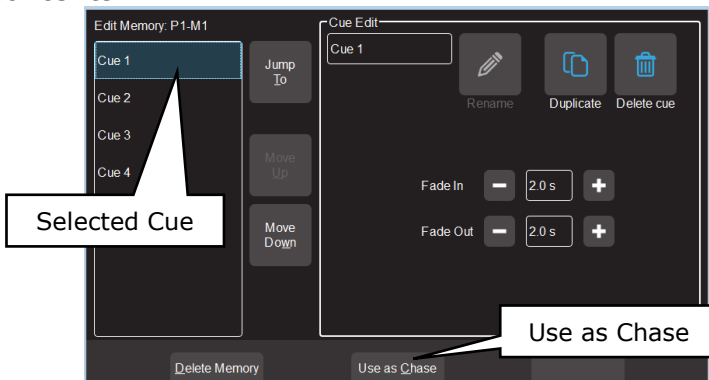 Edit Memory: P1-M1
Cue Edit
Cue 1
Cue 2
Cue 3
Cue 4
Jump
To
Move
Up
Move
Down
Cue 1
Rename
Duplicate
Delete cue
Fade In
2.0 s
Fade Out
2.0 s
Selected Cue
Use as Chase
Delete Memory
Use as Chase